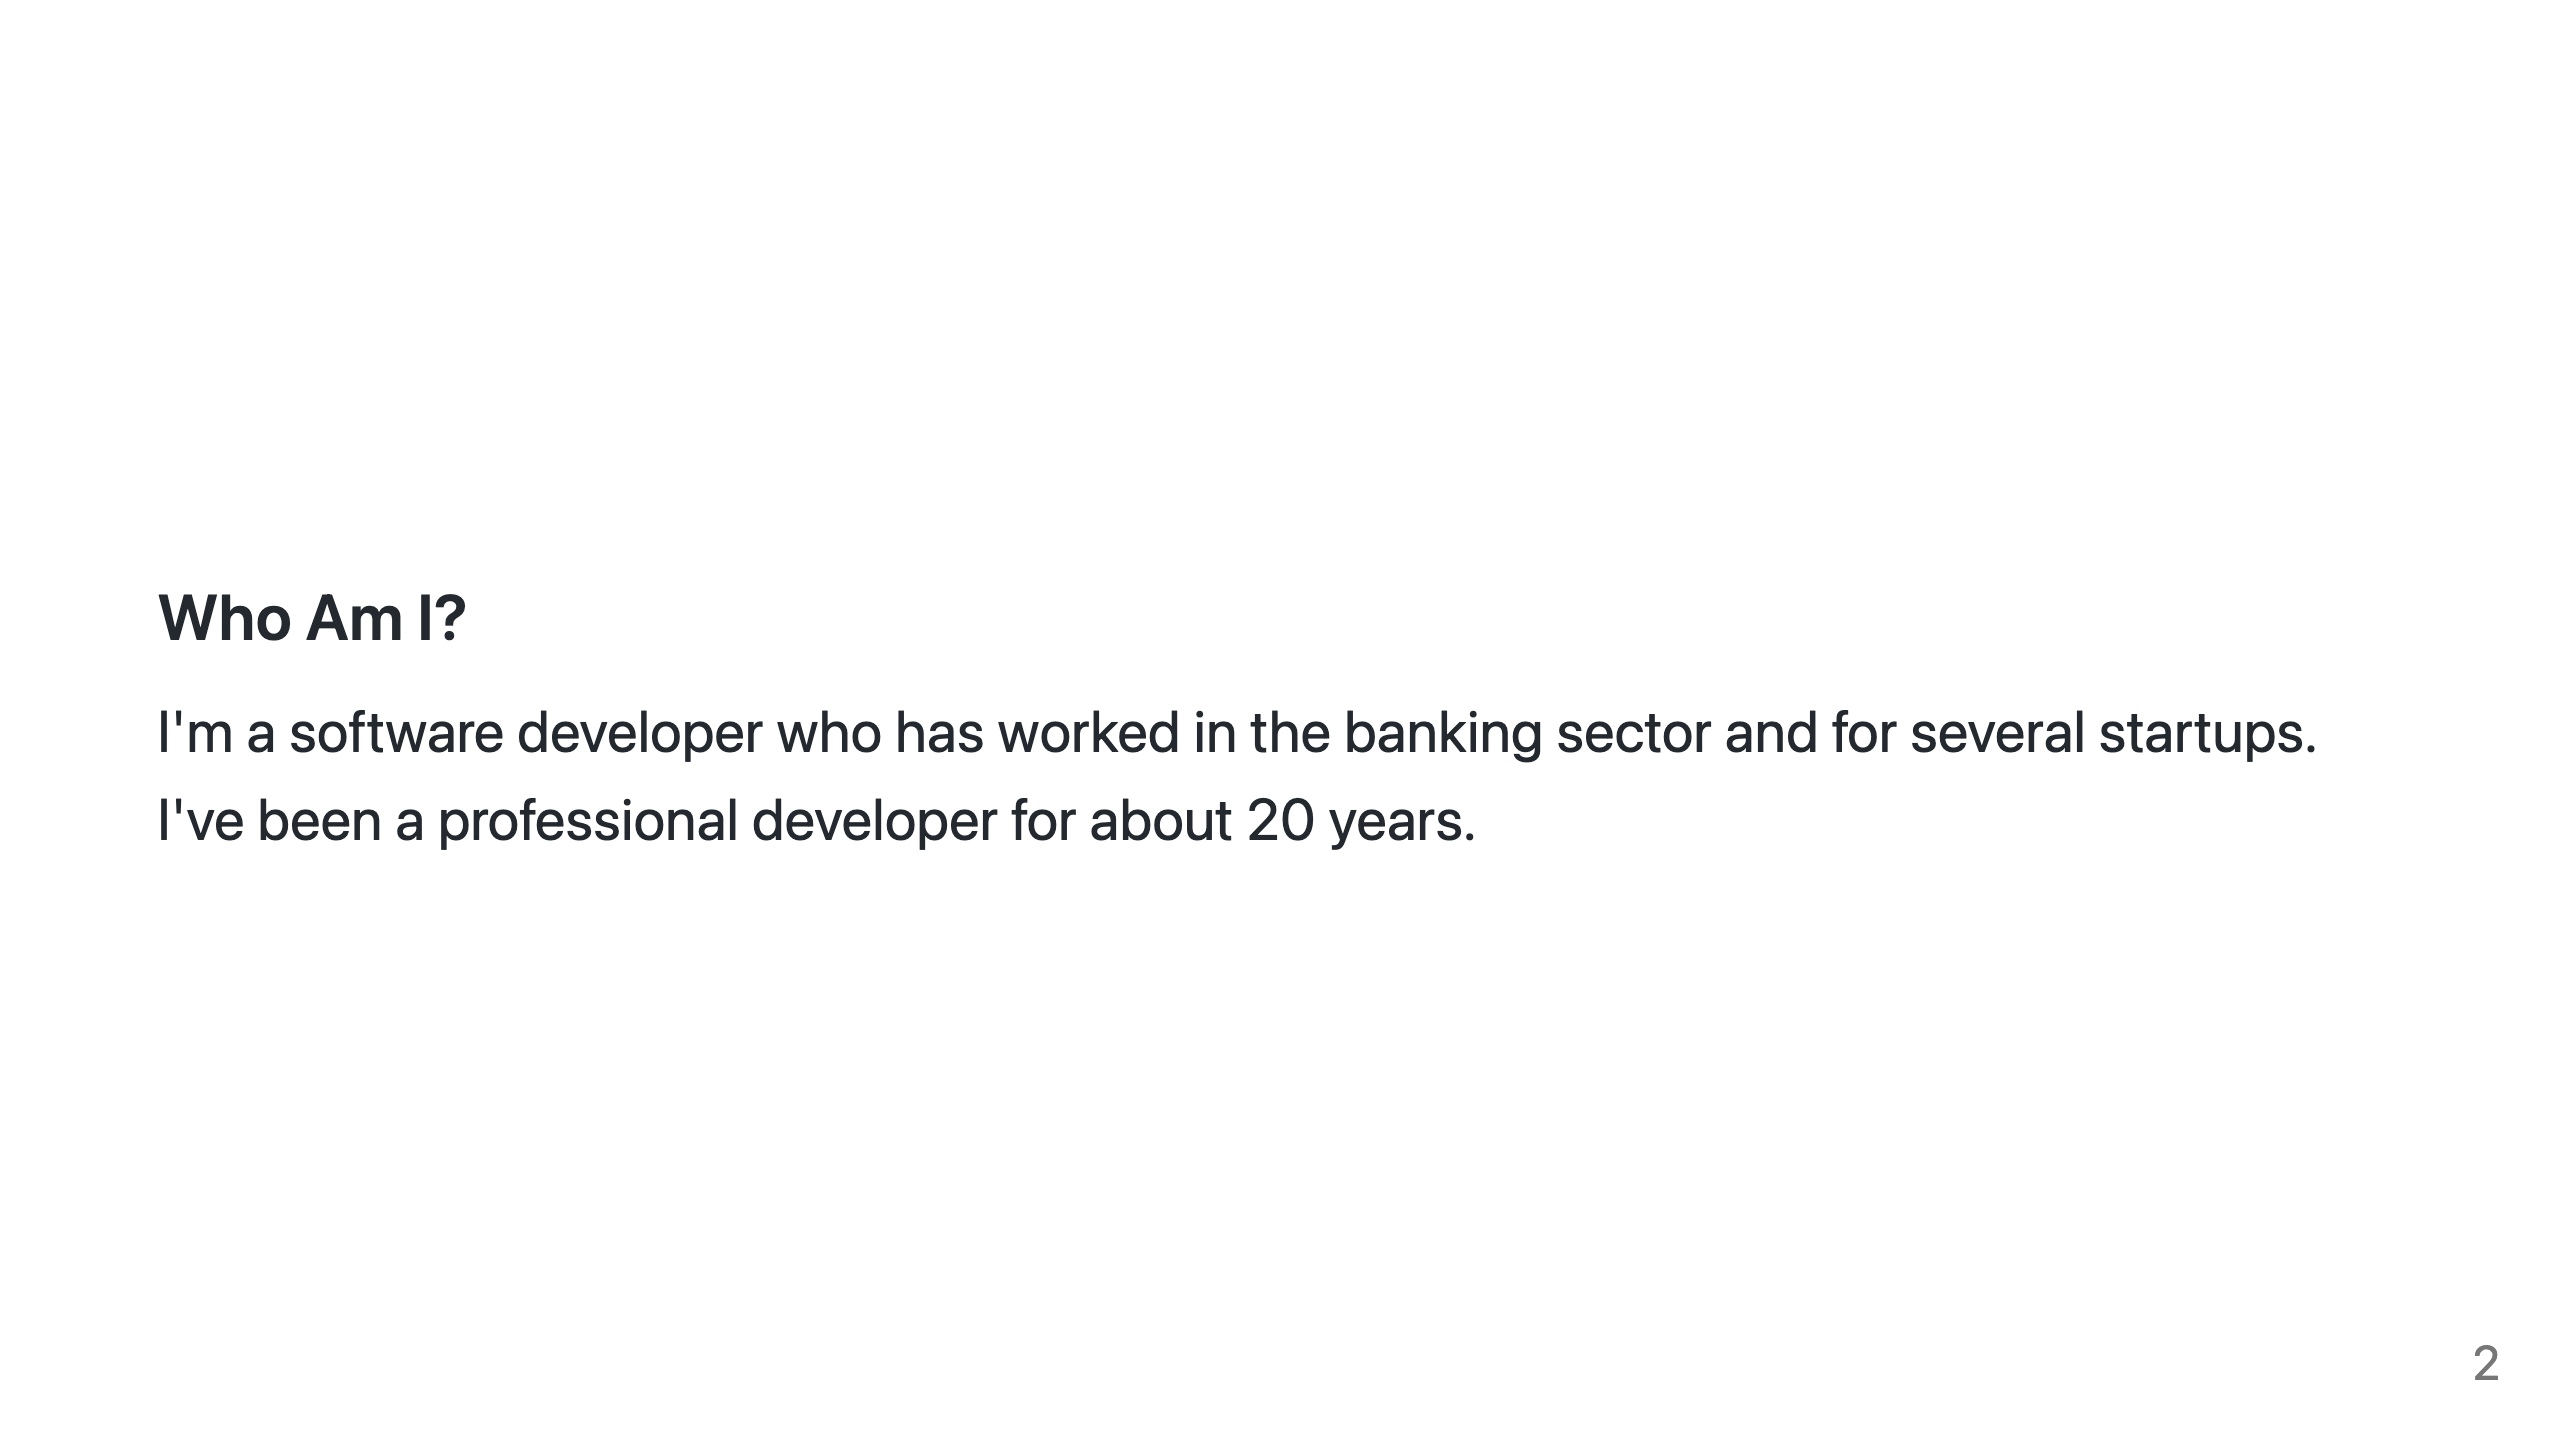 Who Am I?
I'm a software developer who has worked in the banking sector and for several startups.
I've been a professional developer for about 20 years.
2